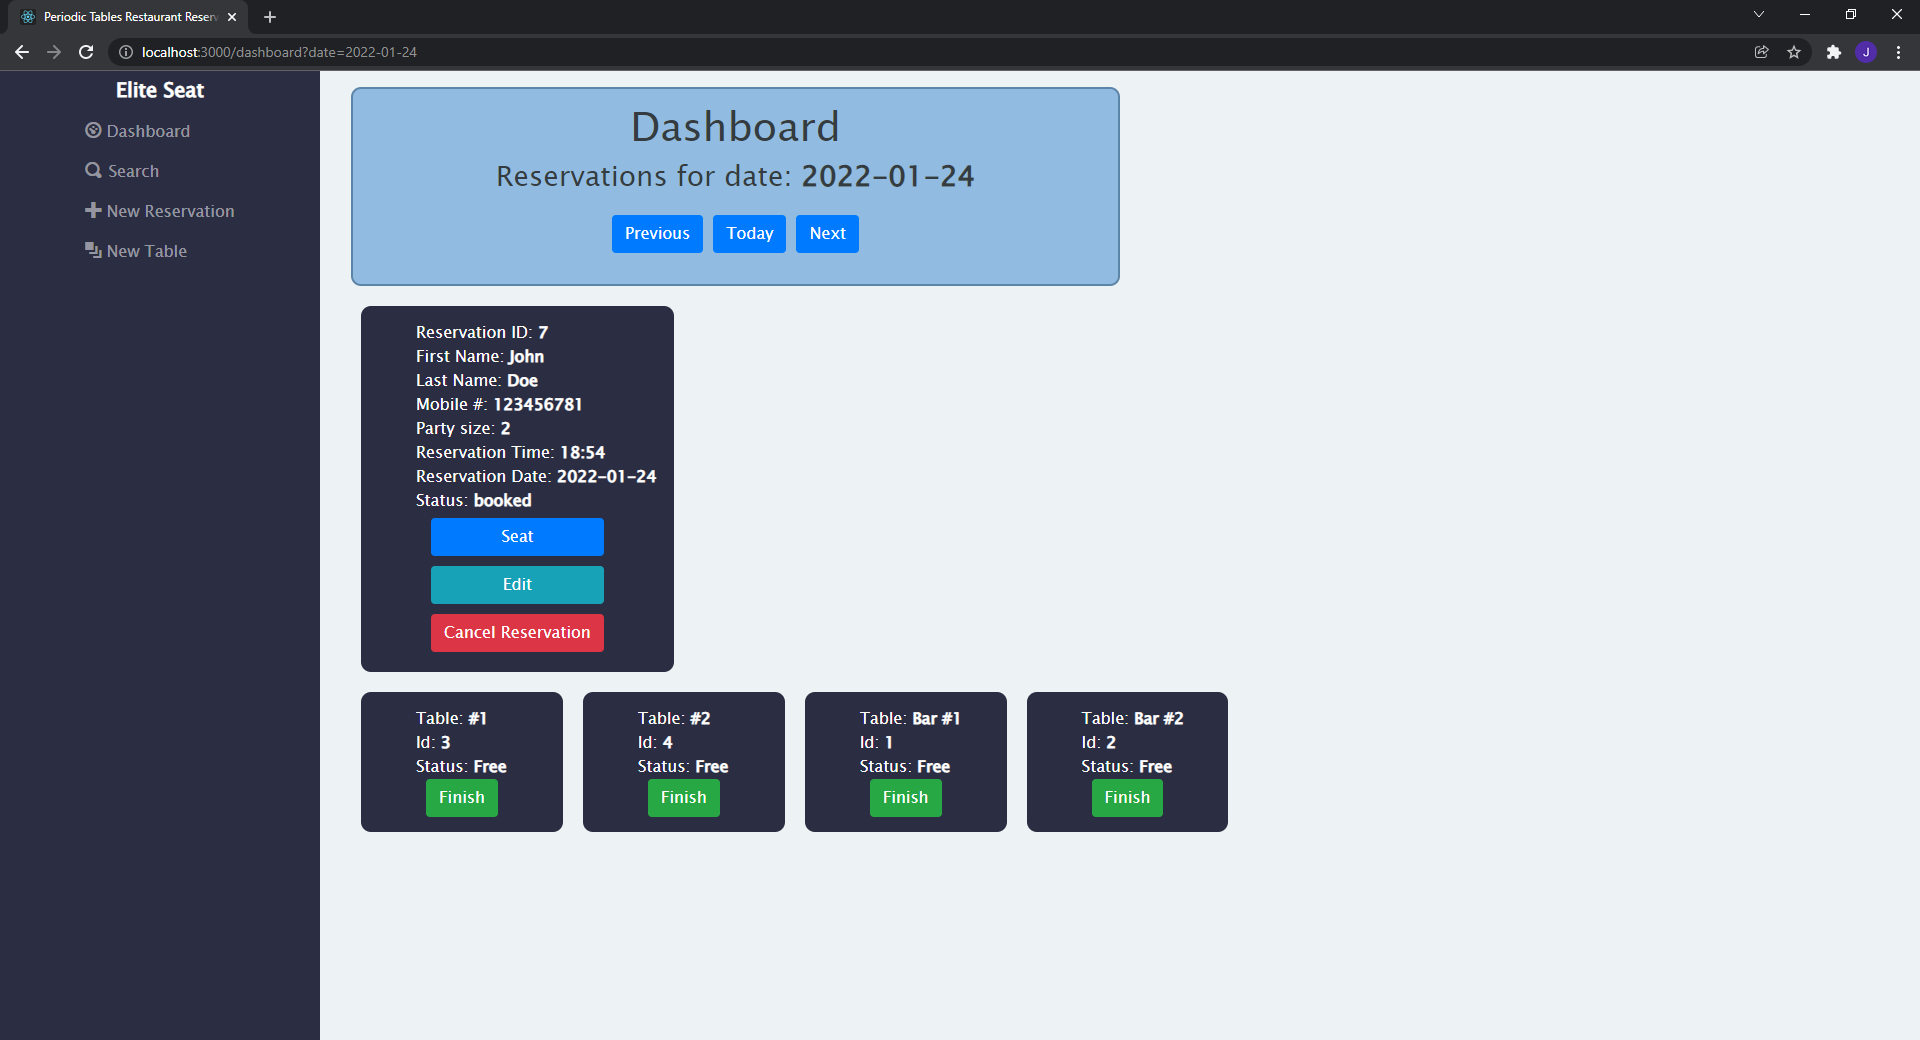 Periodic Tables Restaurant Reser
localhost:3000/dashboard?date=2022-01-24
J
Elite Seat
Dashboard
Search
New Reservation
New Table
Dashboard
Reservations for date: 2022-01-24
Previous Today Next
Reservation ID: 7
First Name: John
Last Name: Doe
Mobile #: 123456781
Party size: 2
Reservation Time: 18:54
Reservation Date: 2022-01-24
Status: booked
Seat
Edit
Cancel Reservation
Table: #1
Id: 3
Status: Free
Finish
Table: #2
Id: 4
Status: Free
Finish
Table: Bar #1
Id: 1
Status: Free
Finish
Table: Bar #2
Id: 2
Status: Free
Finish